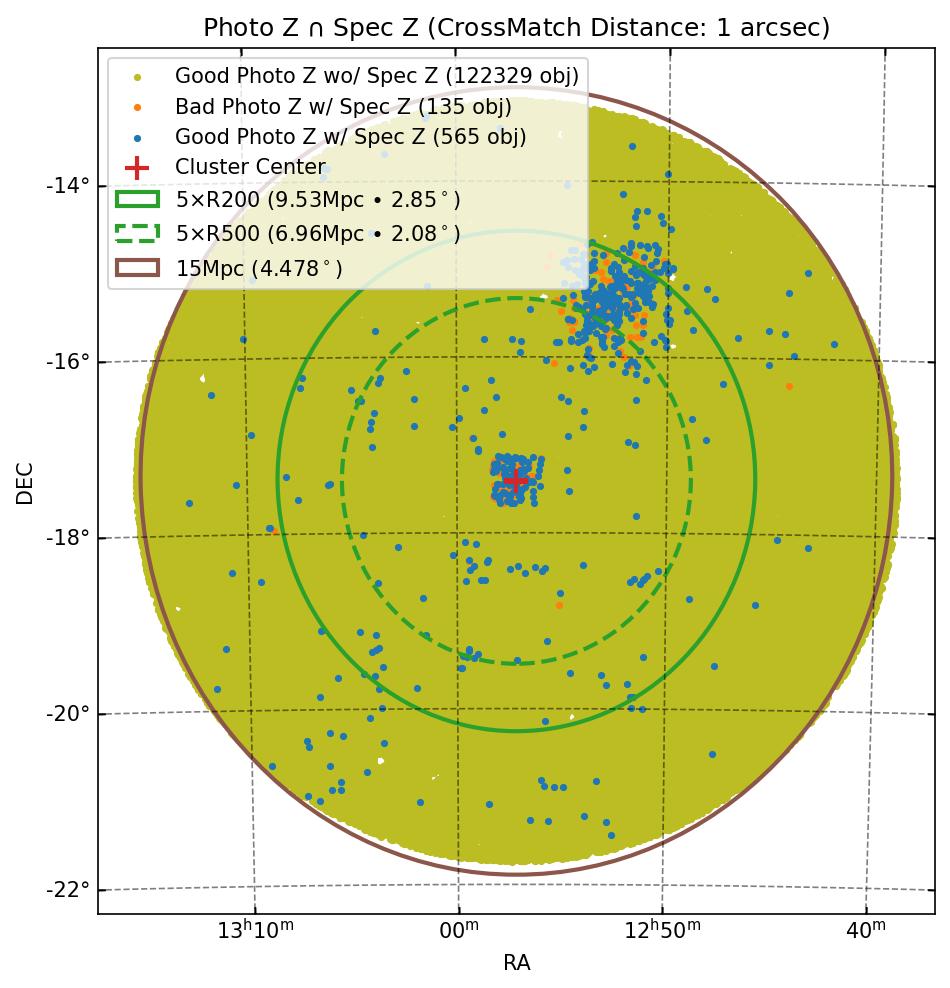 Photo Z ∩ Spec Z (CrossMatch Distance: 1 arcsec)
Good Photo Z wo/ Spec Z (122329 obj)
Bad Photo Z w/ Spec Z (135 obj)
Good Photo Z w/ Spec Z (565 obj)
Cluster Center
5×R200 (9.53Mpc • 2.85°)
5×R500 (6.96Mpc • 2.08°)
15Mpc (4.478°)
-14°
-16°
-18°
-20°
-22°
DEC
13ʰ10ᵐ 00ᵐ 12ʰ50ᵐ 40ᵐ
RA